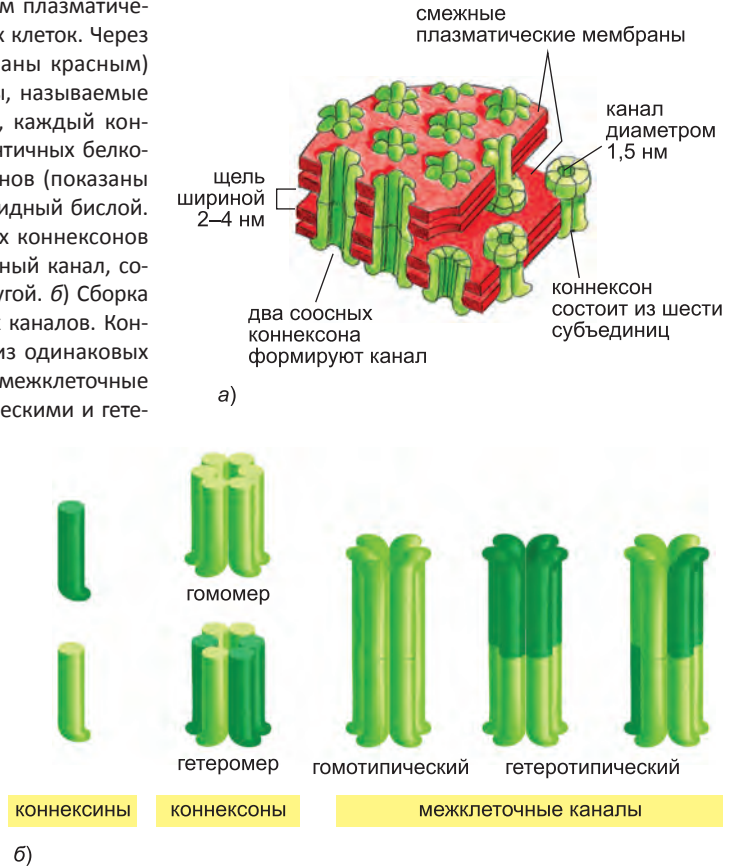 м плазматиче-
х клеток. Через
аны красным)
ы, называемые
, каждый кон-
нтичных белко-
нов (показаны
идный бислой.
х коннексонов
ный канал, со-
угой. б) Сборка
х каналов. Кон-
из одинаковых
межклеточные
ескими и гете-
смежные
плазматические мембраны
канал
диаметром
1,5 нм
щель
шириной
2–4 нм
два соосных
коннексона
формируют канал
коннексон
состоит из шести
субъединиц
а)
гомомер
гетеромер
гомотипический
гетеротипический
коннексины
коннексоны
межклеточные каналы
б)